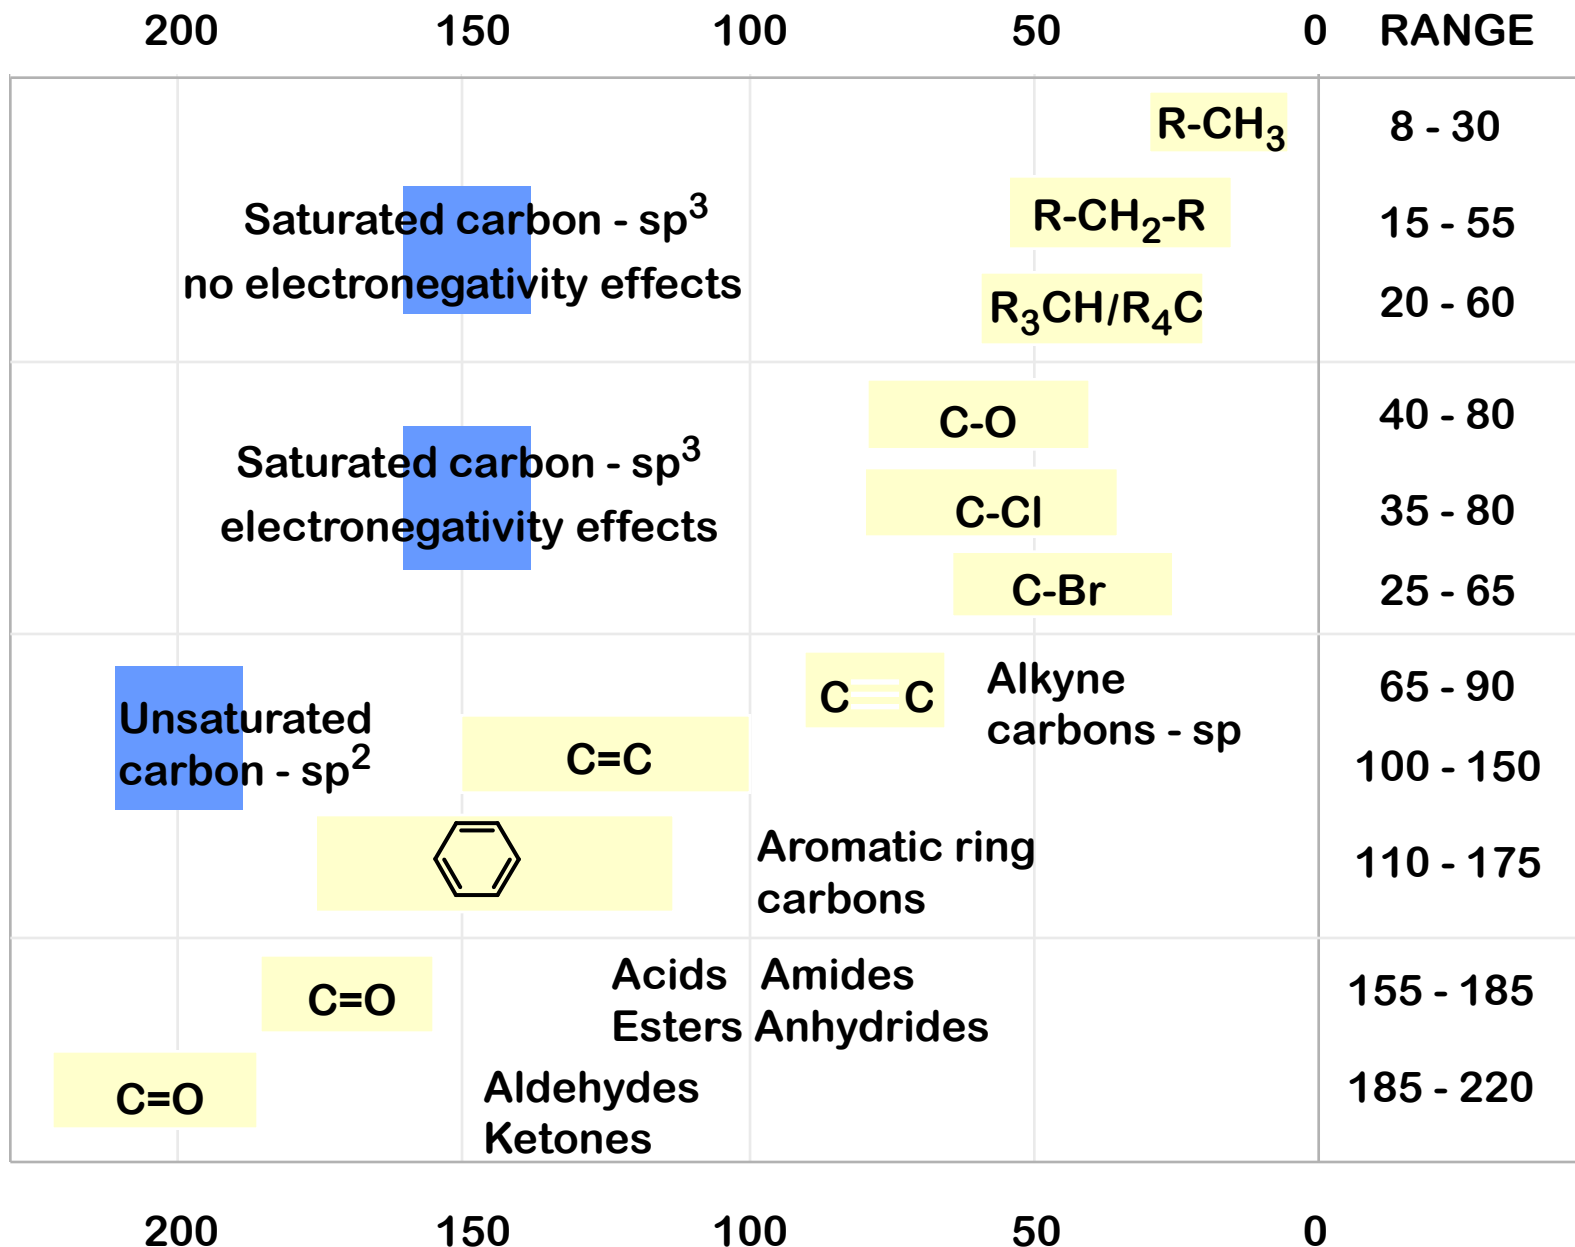 200 150 100 50 0 RANGE
R-CH3 8 - 30
Saturated carbon - sp3
no electronegativity effects
R-CH2-R 15 - 55
R3CH/R4C 20 - 60
Saturated carbon - sp3
electronegativity effects
C-O 40 - 80
C-Cl 35 - 80
C-Br 25 - 65
C≡C Alkyne
carbons - sp
65 - 90
Unsaturated
carbon - sp2
C=C 100 - 150
Aromatic ring
carbons
110 - 175
C=O Acids Amides
Esters Anhydrides
155 - 185
C=O Aldehydes
Ketones
185 - 220
200 150 100 50 0